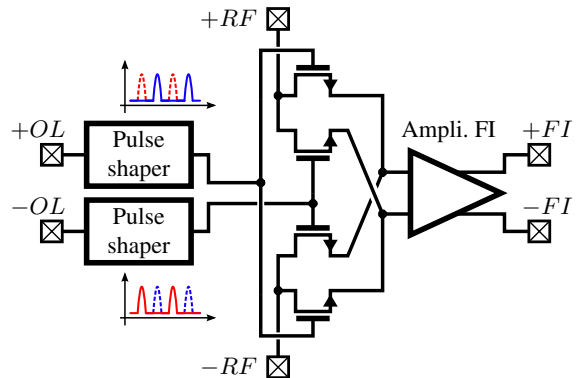 +RF
+OL
Pulse
shaper
Ampli. FI
+FI
−OL
Pulse
shaper
−FI
−RF